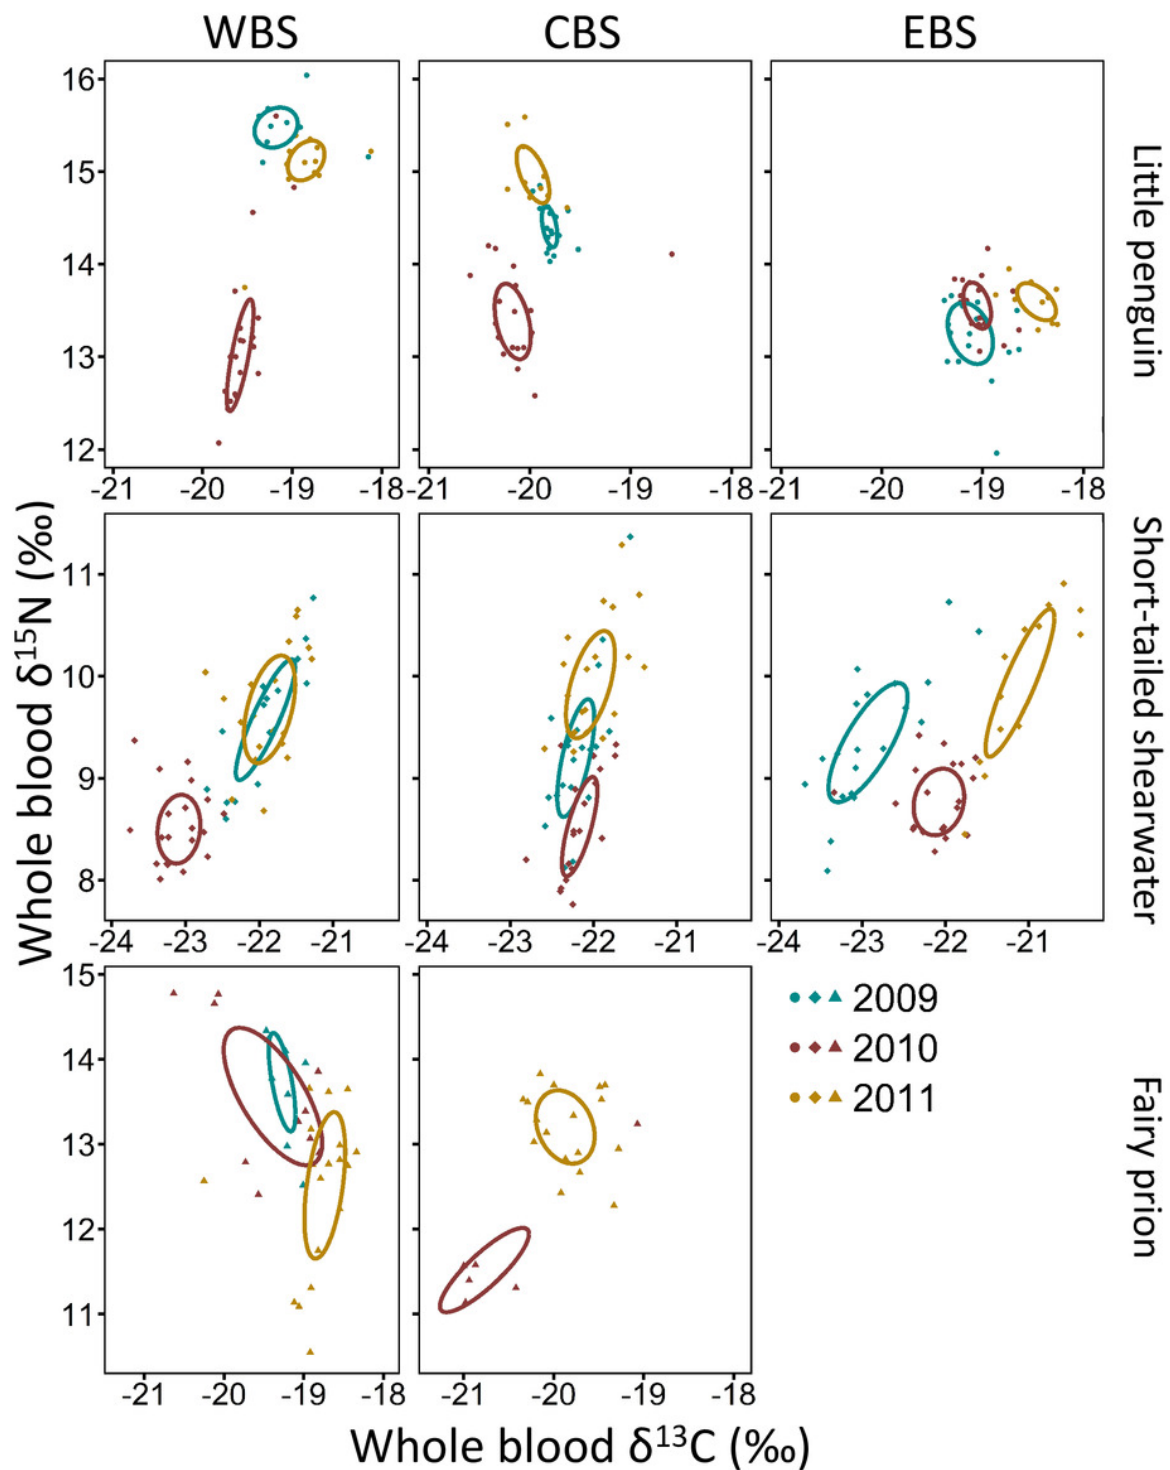 WBS CBS EBS
16
15
14
13
12
-21 -20 -19 -18 -21 -20 -19 -18 -21 -20 -19 -18
Little penguin
11
10
9
8
-24 -23 -22 -21 -24 -23 -22 -21 -24 -23 -22 -21
Short-tailed shearwater
15
14
13
12
11
-21 -20 -19 -18 -21 -20 -19 -18
2009
2010
2011
Fairy prion
Whole blood δ¹⁵N (‰)
Whole blood δ¹³C (‰)